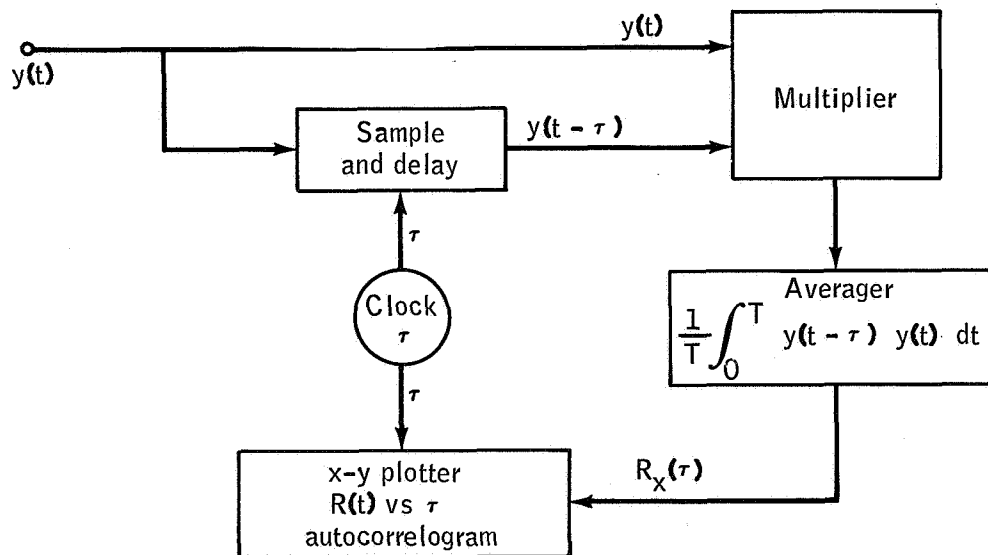 y(t)
y(t)
Multiplier
Sample
and delay
y(t - τ)
τ
Clock
τ
τ
Averager
1/T ∫₀ᵀ y(t - τ) y(t) dt
x-y plotter
R(t) vs τ
autocorrelogram
Rₓ(τ)